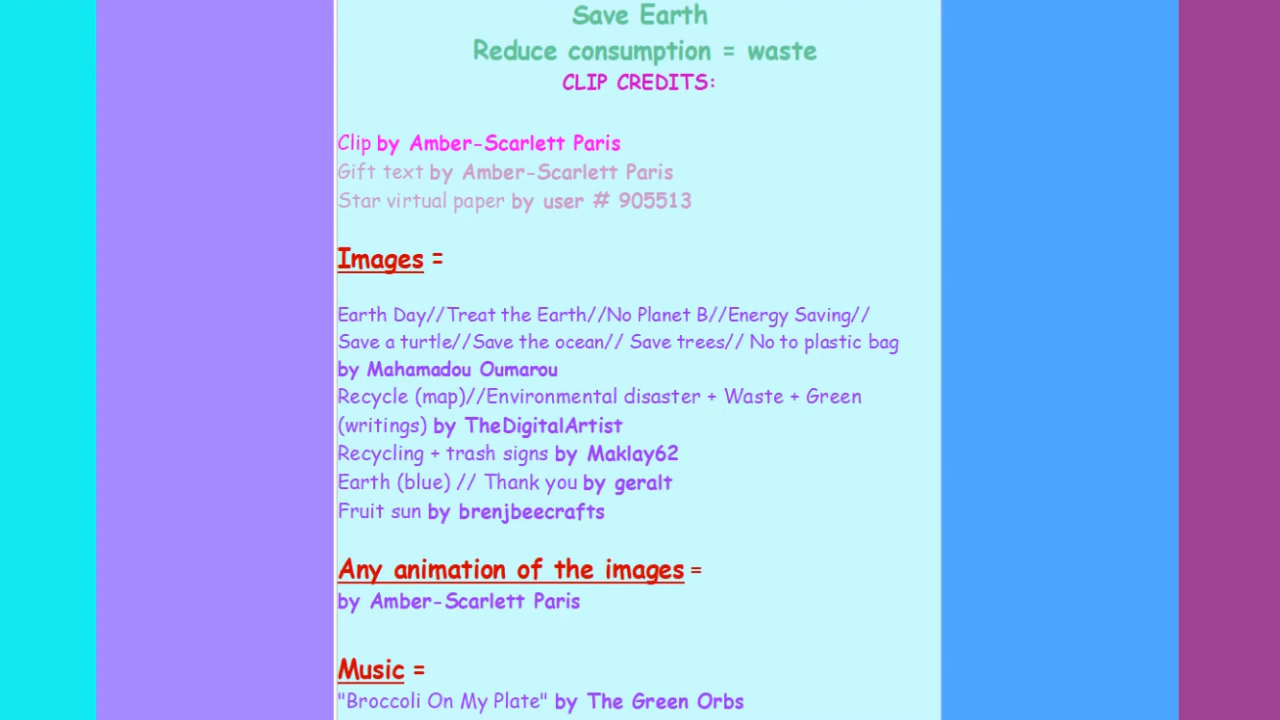 Save Earth
Reduce consumption = waste
CLIP CREDITS:
Clip by Amber-Scarlett Paris
Gift text by Amber-Scarlett Paris
Star virtual paper by user # 905513
Images =
Earth Day//Treat the Earth//No Planet B//Energy Saving//
Save a turtle//Save the ocean// Save trees// No to plastic bag
by Mahamadou Oumarou
Recycle (map)//Environmental disaster + Waste + Green
(writings) by TheDigitalArtist
Recycling + trash signs by Maklay62
Earth (blue) // Thank you by geralt
Fruit sun by brenjbeecrafts
Any animation of the images =
by Amber-Scarlett Paris
Music =
"Broccoli On My Plate" by The Green Orbs